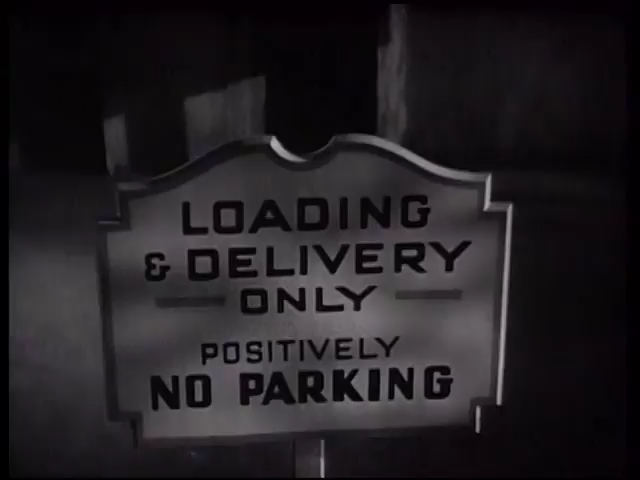 LOADING
& DELIVERY
ONLY
POSITIVELY
NO PARKING